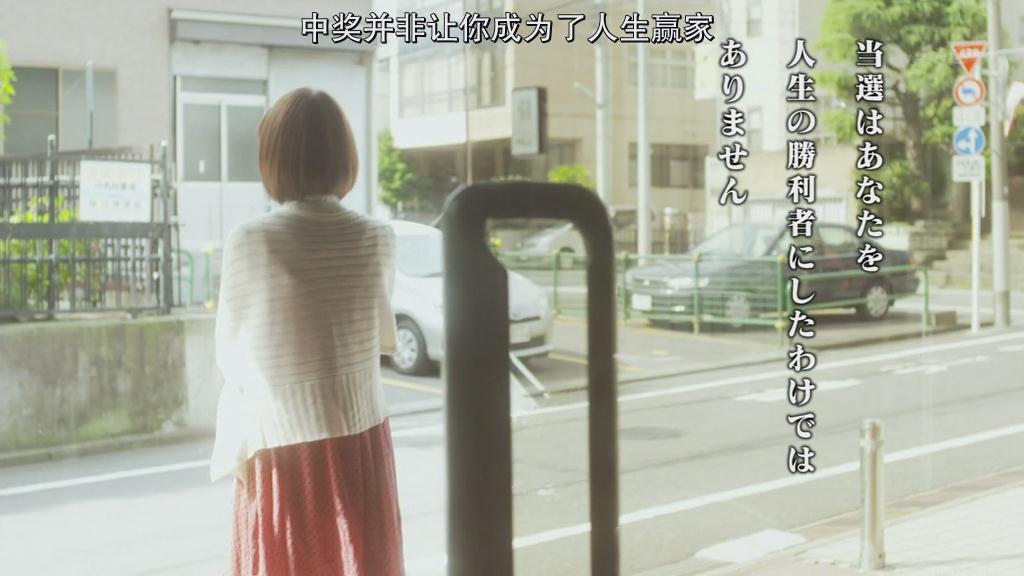 中奖并非让你成为了人生赢家
当選はあなたを
人生の勝利者にしたわけでは
ありません